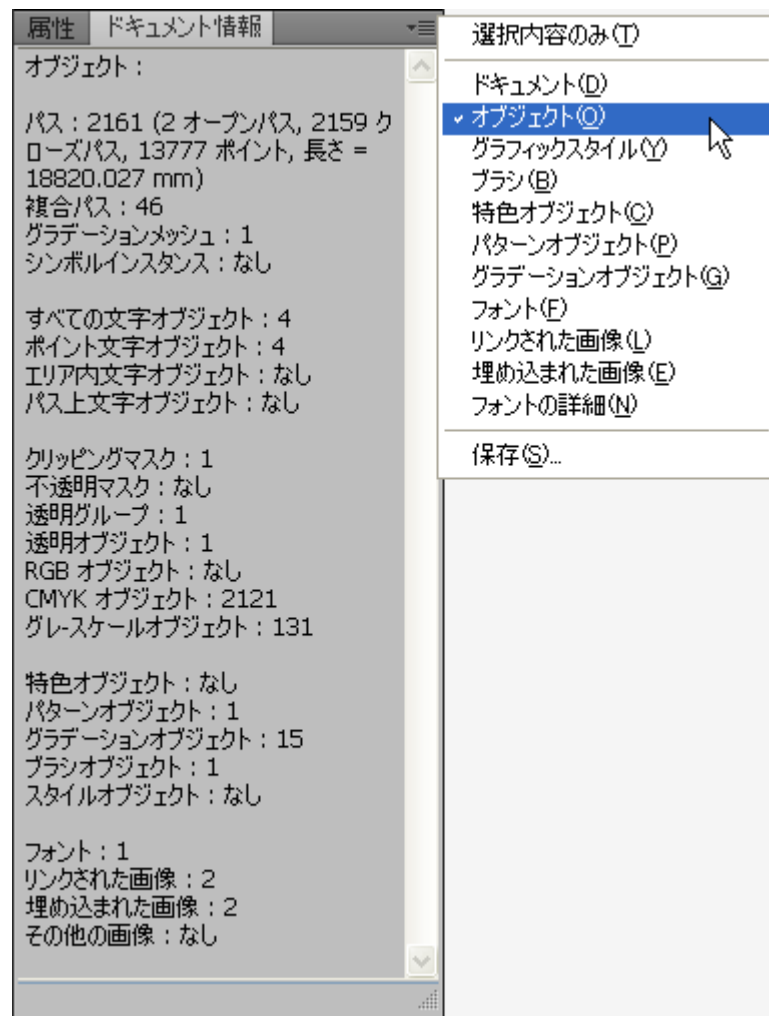 属性
ドキュメント情報
オブジェクト：
パス：2161 (2 オープンパス, 2159 ク
ローズパス, 13777 ポイント, 長さ =
18820.027 mm)
複合パス：46
グラデーションメッシュ：1
シンボルインスタンス：なし
すべての文字オブジェクト：4
ポイント文字オブジェクト：4
エリア内文字オブジェクト：なし
パス上文字オブジェクト：なし
クリッピングマスク：1
不透明マスク：なし
透明グループ：1
透明オブジェクト：1
RGB オブジェクト：なし
CMYK オブジェクト：2121
グレースケールオブジェクト：131
特色オブジェクト：なし
パターンオブジェクト：1
グラデーションオブジェクト：15
ブラシオブジェクト：1
スタイルオブジェクト：なし
フォント：1
リンクされた画像：2
埋め込まれた画像：2
その他の画像：なし
選択内容のみ(T)
ドキュメント(D)
オブジェクト(O)
グラフィックスタイル(Y)
ブラシ(B)
特色オブジェクト(C)
パターンオブジェクト(P)
グラデーションオブジェクト(G)
フォント(F)
リンクされた画像(L)
埋め込まれた画像(E)
フォントの詳細(N)
保存(S)...